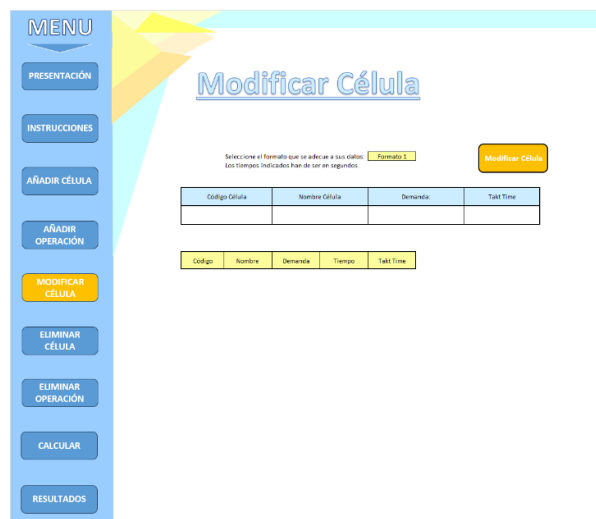 MENU
PRESENTACIÓN
INSTRUCCIONES
AÑADIR CÉLULA
AÑADIR
OPERACIÓN
MODIFICAR
CÉLULA
ELIMINAR
CÉLULA
ELIMINAR
OPERACIÓN
CALCULAR
RESULTADOS
Modificar Célula
Seleccione el formato que se adecue a sus datos: Formato 1
Los tiempos indicados han de ser en segundos.
Modificar Célula
Código Célula Nombre Célula Demanda: Takt Time
Código Nombre Demanda Tiempo Takt Time